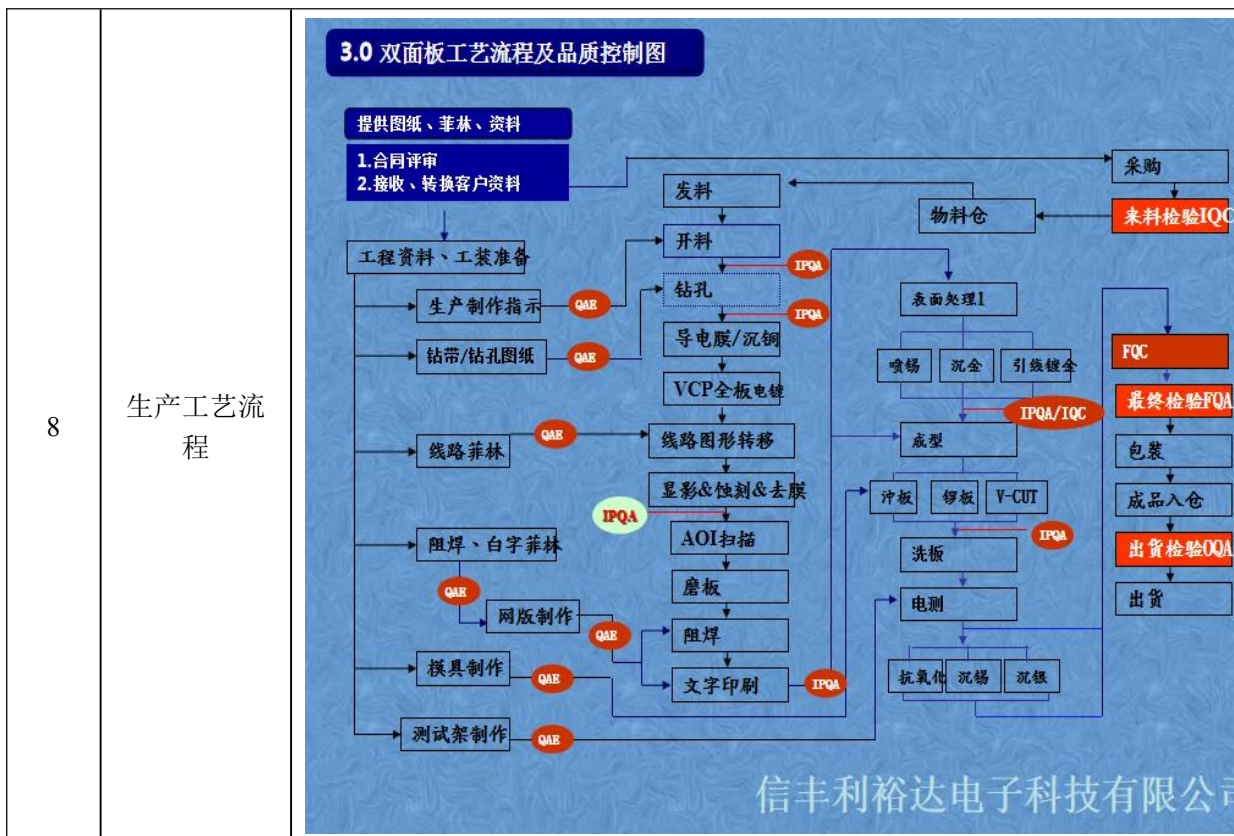 8
生产工艺流
程
3.0 双面板工艺流程及品质控制图
提供图纸、菲林、资料
1.合同评审
2.接收、转换客户资料
采购
来料检验IQC
物料仓
发料
工程资料、工装准备
开料
IPQA
钻孔
IPQA
生产制作指示
QAE
钻带/钻孔图纸
QAE
导电膜/沉铜
VCP全板电镀
线路菲林
QAE
线路图形转移
显影&蚀刻&去膜
IPQA
AOI扫描
阻焊、白字菲林
QAE
磨板
网版制作
QAE
阻焊
模具制作
QAE
文字印刷
IPQA
测试架制作
QAE
表面处理1
喷锡
沉金
引线镀金
IPQA/IQC
成型
冲板
锣板
V-CUT
IPQA
洗板
电测
抗氧化
沉锡
沉银
FQC
最终检验FQA
包装
成品入仓
出货检验OQA
出货
信丰利裕达电子科技有限公司